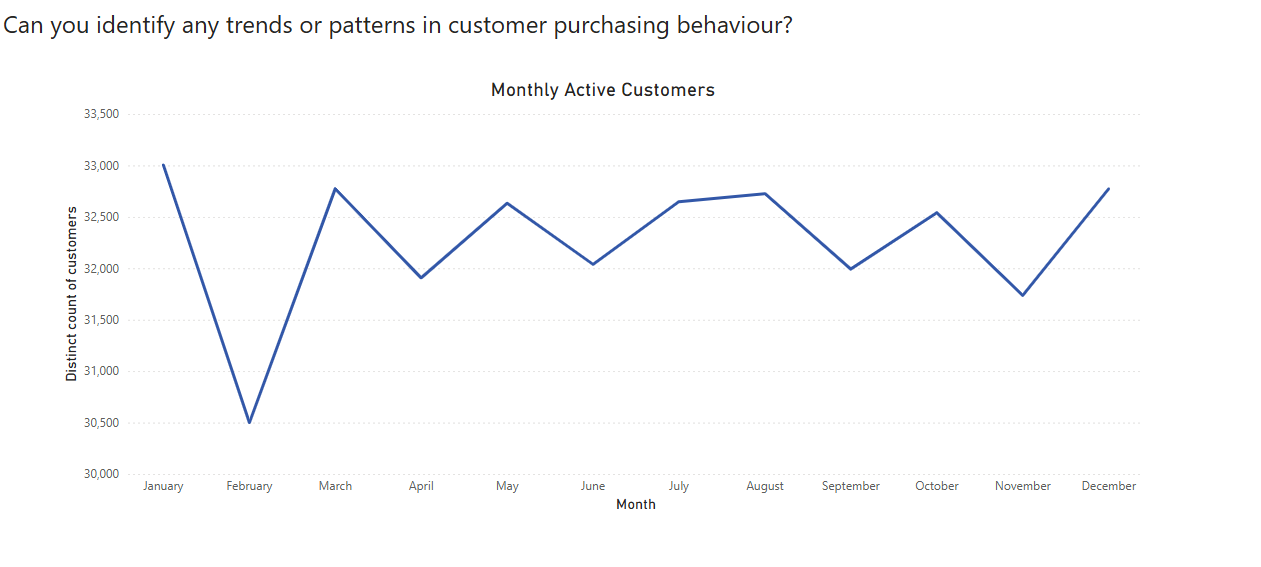 Can you identify any trends or patterns in customer purchasing behaviour?
Monthly Active Customers
33,500
33,000
32,500
32,000
31,500
31,000
30,500
30,000
Distinct count of customers
January February March April May June July August September October November December
Month